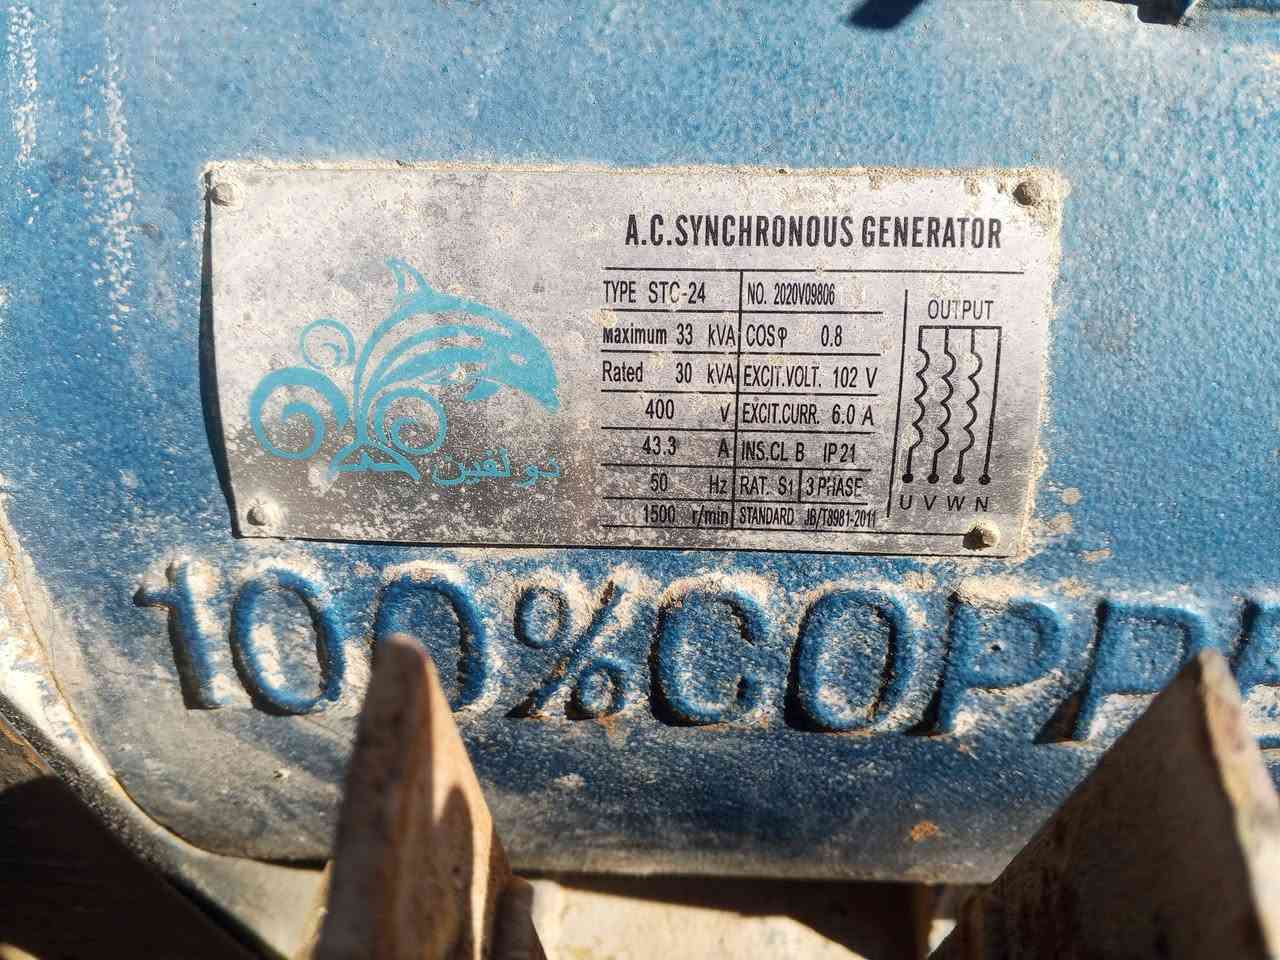 A.C.SYNCHRONOUS GENERATOR
TYPE STC-24 NO. 2020V09806
Maximum 33 kVA COSφ 0.8
Rated 30 kVA EXCIT.VOLT. 102 V
400 V EXCIT.CURR. 6.0 A
43.3 A INS.CL B IP21
50 Hz RAT. S1 3 PHASE
1500 r/min STANDARD JB/T8981-2011
OUTPUT
U V W N
دولفين
100%COPPE